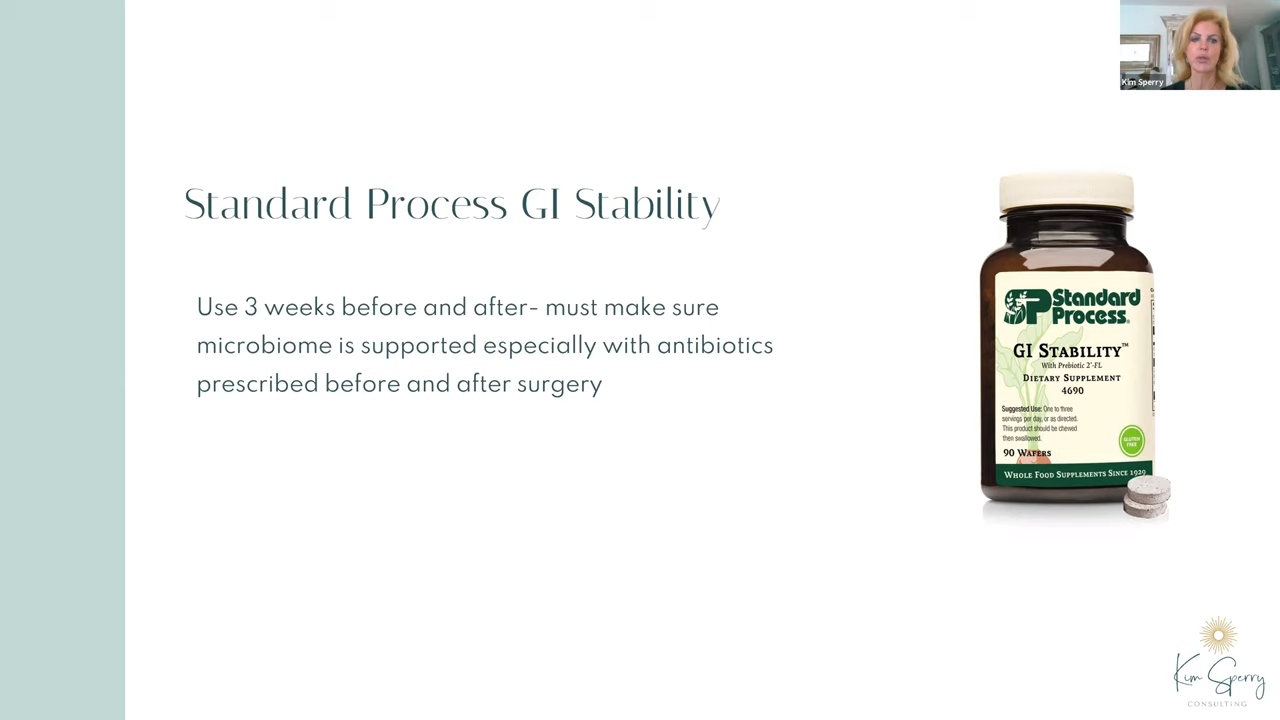 Kim Sperry
Standard Process GI Stability
Use 3 weeks before and after- must make sure
microbiome is supported especially with antibiotics
prescribed before and after surgery
SP Standard
Process®
GI STABILITY™
With Prebiotic 2'-FL
DIETARY SUPPLEMENT
4690
Suggested Use: One to three
servings per day, or as directed.
This product should be chewed
then swallowed.
GLUTEN
FREE
90 WAFERS
WHOLE FOOD SUPPLEMENTS SINCE 1929
Kim Sperry
CONSULTING